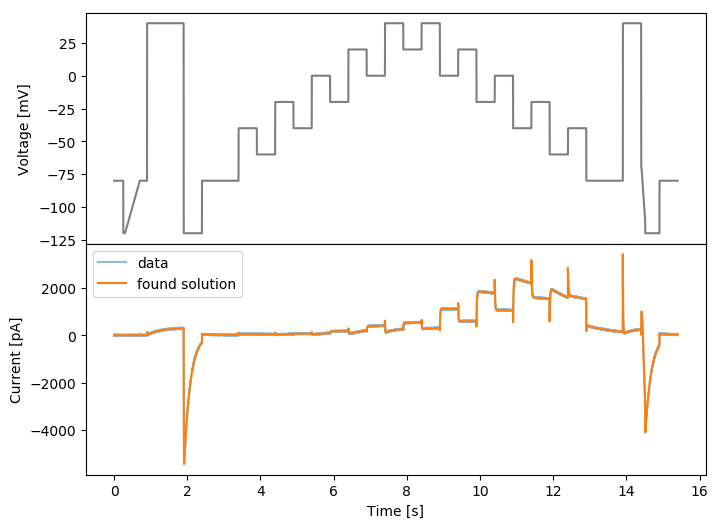 25
0
−25
−50
−75
−100
−125
Voltage [mV]
data
found solution
2000
0
−2000
−4000
Current [pA]
0 2 4 6 8 10 12 14 16
Time [s]